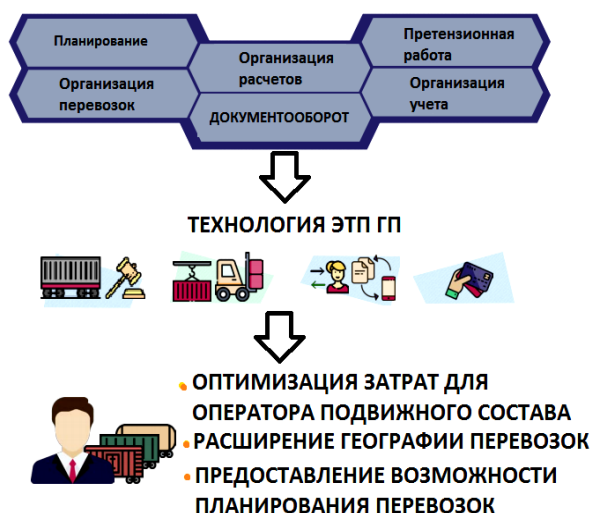 Планирование
Организация
перевозок
Организация
расчетов
ДОКУМЕНТООБОРОТ
Претензионная
работа
Организация
учета
ТЕХНОЛОГИЯ ЭТП ГП
• ОПТИМИЗАЦИЯ ЗАТРАТ ДЛЯ
ОПЕРАТОРА ПОДВИЖНОГО СОСТАВА
• РАСШИРЕНИЕ ГЕОГРАФИИ ПЕРЕВОЗОК
• ПРЕДОСТАВЛЕНИЕ ВОЗМОЖНОСТИ
ПЛАНИРОВАНИЯ ПЕРЕВОЗОК